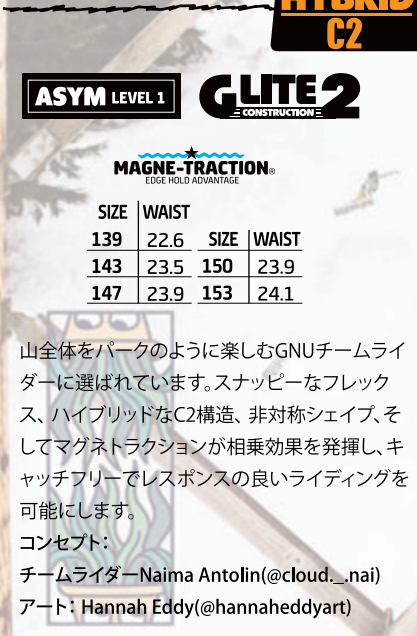 HYBRID
C2
ASYM LEVEL 1
G LITE 2
CONSTRUCTION
MAGNE-TRACTION®
EDGE HOLD ADVANTAGE
SIZE WAIST
139 22.6 SIZE WAIST
143 23.5 150 23.9
147 23.9 153 24.1
山全体をパークのように楽しむGNUチームライ
ダーに選ばれています。スナッピーなフレック
ス、ハイブリッドなC2構造、非対称シェイプ、そ
してマグネトラクションが相乗効果を発揮し、キ
ャッチフリーでレスポンスの良いライディングを
可能にします。
コンセプト:
チームライダーNaima Antolin(@cloud._.nai)
アート: Hannah Eddy(@hannaheddyart)